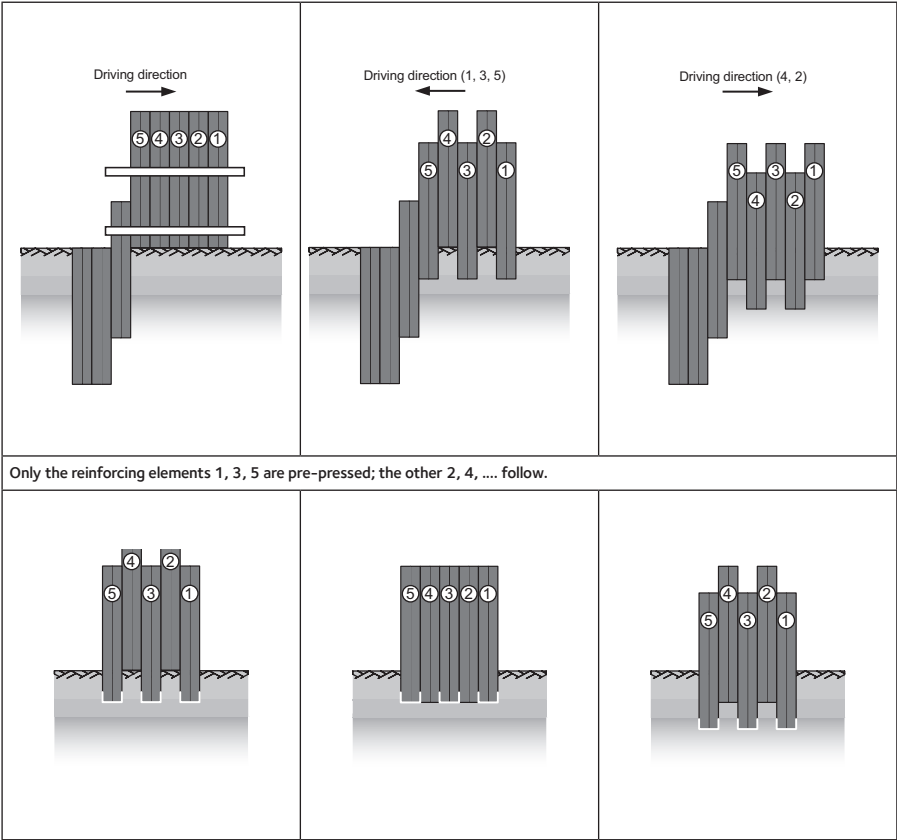 Driving direction
5 4 3 2 1
Driving direction (1, 3, 5)
4 2
5 3 1
Driving direction (4, 2)
5 3 1
4 2
Only the reinforcing elements 1, 3, 5 are pre-pressed; the other 2, 4, .... follow.
4 2
5 3 1
5 4 3 2 1
4 2
5 3 1